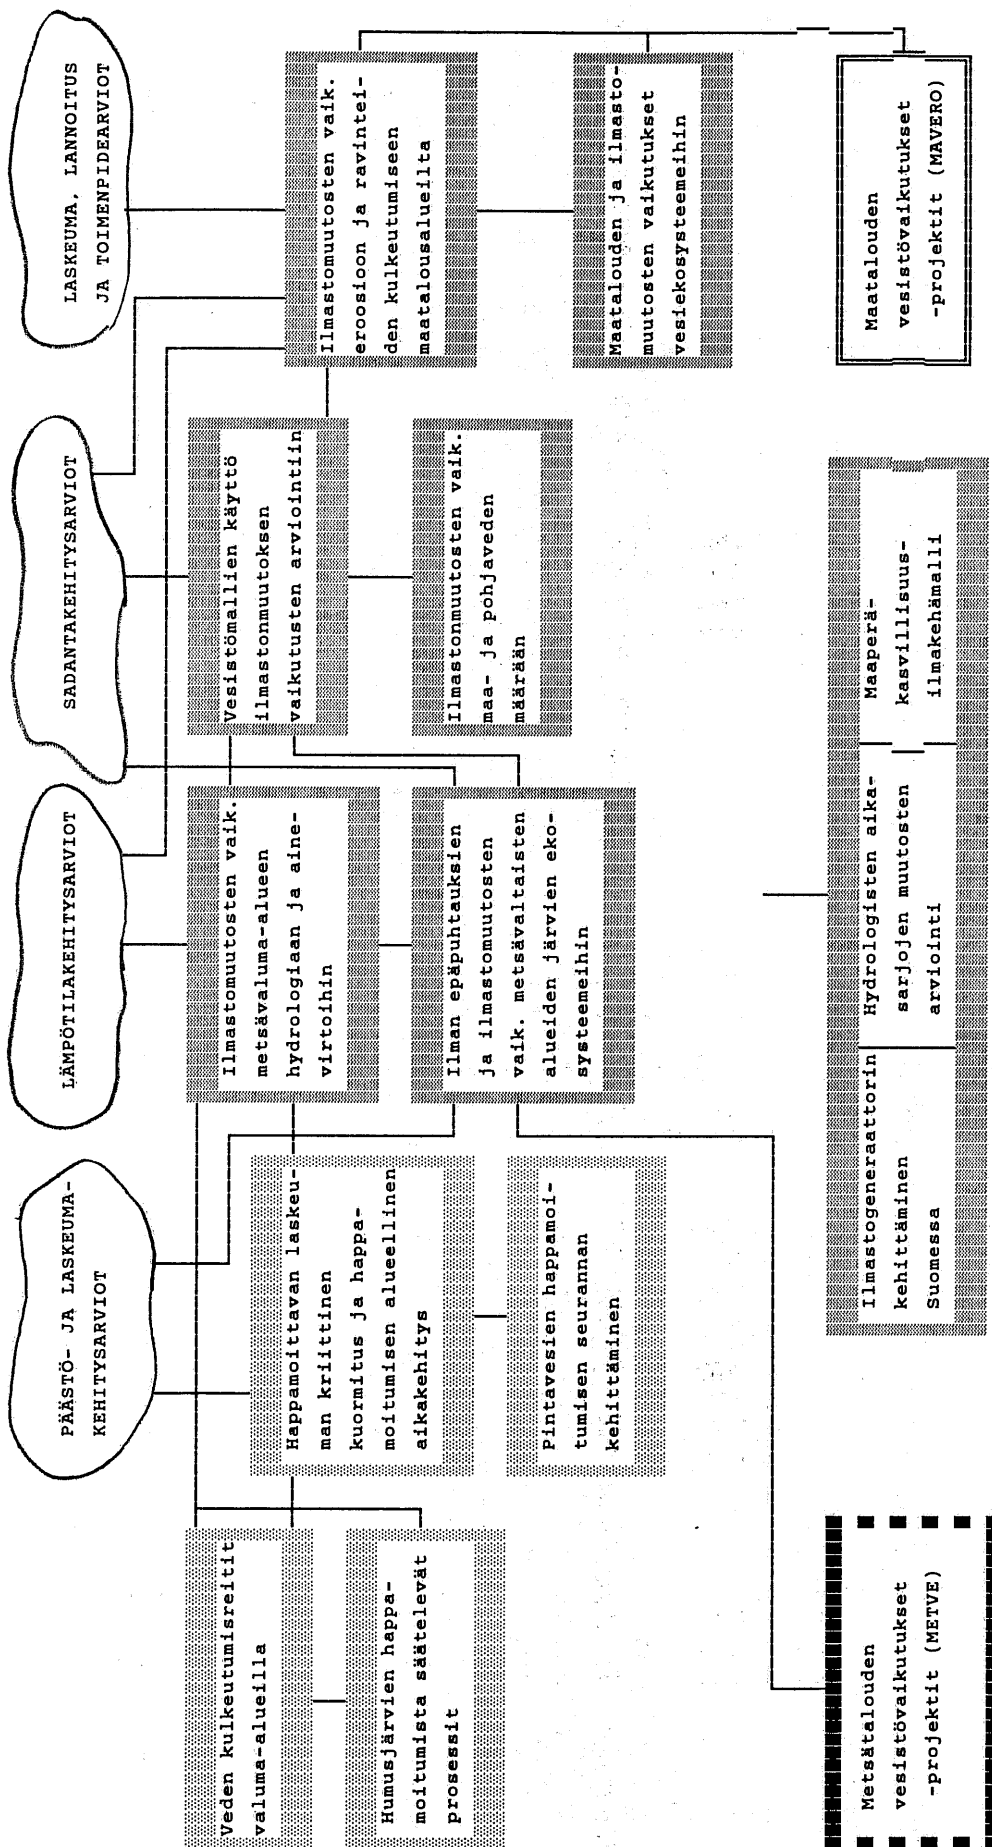 PÄÄSTÖ- JA LASKEUMA-
KEHITYSARVIOT
LÄMPÖTILAKEHITYSARVIOT
SADANTAKEHITYSARVIOT
LASKEUMA, LANNOITUS
JA TOIMENPIDEARVIOT
Veden kulkeutumisreitit
valuma-alueilla
Humusjärvien happa-
moitumista säätelevät
prosessit
Happamoittavan laskeu-
man kriittinen
kuormitus ja happa-
moitumisen alueellinen
aikakehitys
Pintavesien happamoi-
tumisen seurannan
kehittäminen
Ilmastomuutosten vaik.
metsävaluma-alueen
hydrologiaan ja aine-
virtoihin
Ilman epäpuhtauksien
ja ilmastomuutosten
vaik. metsävaltaisten
alueiden järvien eko-
systeemeihin
Vesistömallien käyttö
ilmastonmuutoksen
vaikutusten arviointiin
Ilmastonmuutosten vaik.
maa- ja pohjaveden
määrään
Ilmastomuutosten vaik.
eroosioon ja ravintei-
den kulkeutumiseen
maatalousalueilta
Maatalouden ja ilmasto-
muutosten vaikutukset
vesiekosysteemeihin
Metsätalouden
vesistövaikutukset
-projektit (METVE)
Ilmastogeneraattorin
kehittäminen
Suomessa
Hydrologisten aika-
sarjojen muutosten
arviointi
Maaperä-
kasvillisuus-
ilmakehämalli
Maatalouden
vesistövaikutukset
-projektit (MAVERO)